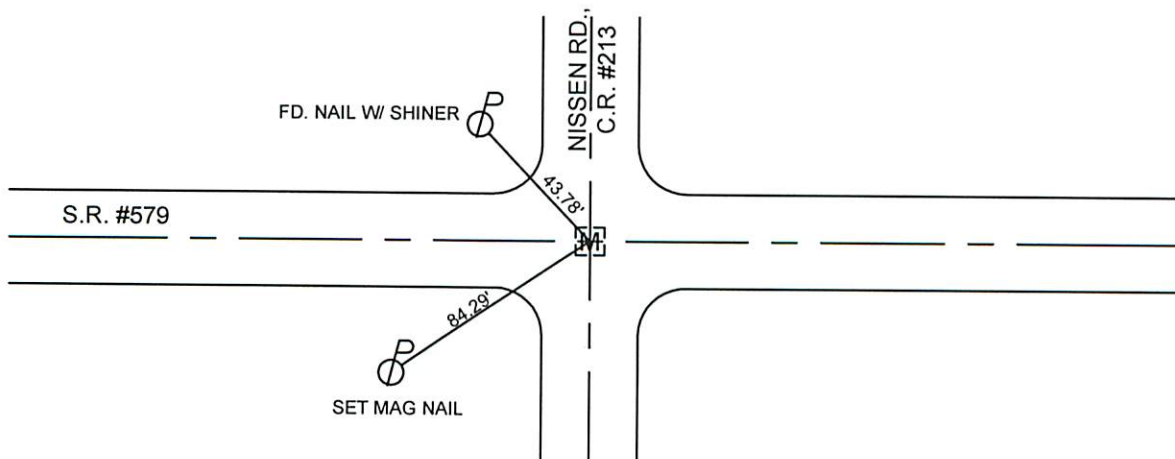 NISSEN RD.,
C.R. #213
FD. NAIL W/ SHINER
P
43.78'
S.R. #579
M
84.29'
P
SET MAG NAIL